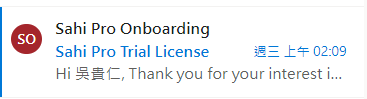 SO
Sahi Pro Onboarding
Sahi Pro Trial License 週三 上午 02:09
Hi 吳貴仁, Thank you for your interest i...